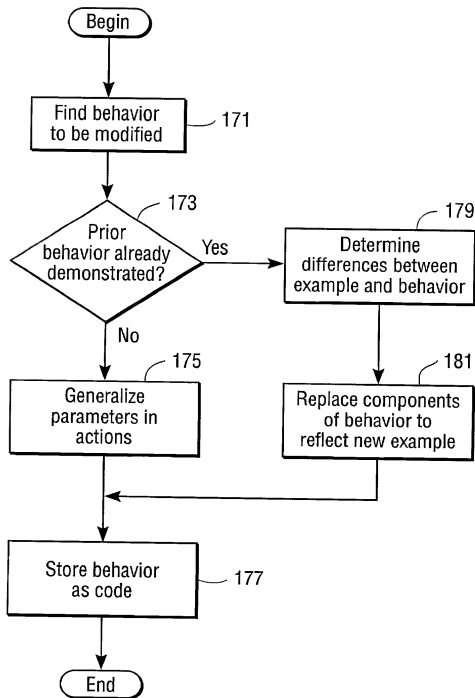 Begin
Find behavior
to be modified
171
173
Prior
behavior already
demonstrated?
Yes
No
179
Determine
differences between
example and behavior
175
Generalize
parameters in
actions
181
Replace components
of behavior to
reflect new example
Store behavior
as code
177
End